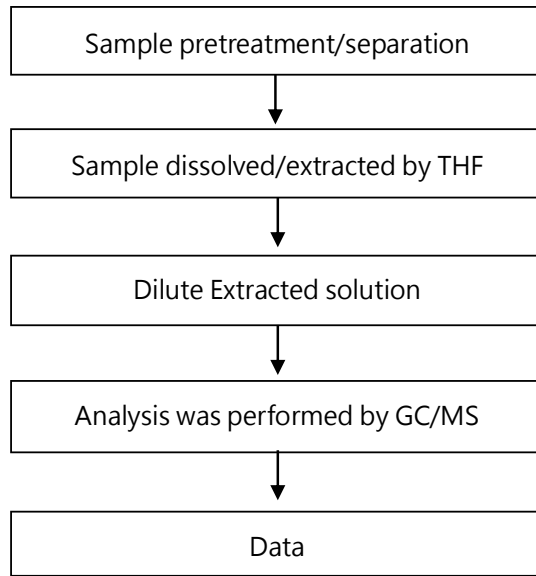 Sample pretreatment/separation
Sample dissolved/extracted by THF
Dilute Extracted solution
Analysis was performed by GC/MS
Data